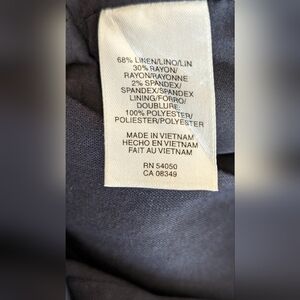 68% LINEN/LINO/LIN
30% RAYON/
RAYON/RAYONNE
2% SPANDEX/
SPANDEX/SPANDEX
LINING/FORRO/
DOUBLURE:
100% POLYESTER/
POLIESTER/POLYESTER
MADE IN VIETNAM
HECHO EN VIETNAM
FAIT AU VIETNAM
RN 54050
CA 08349